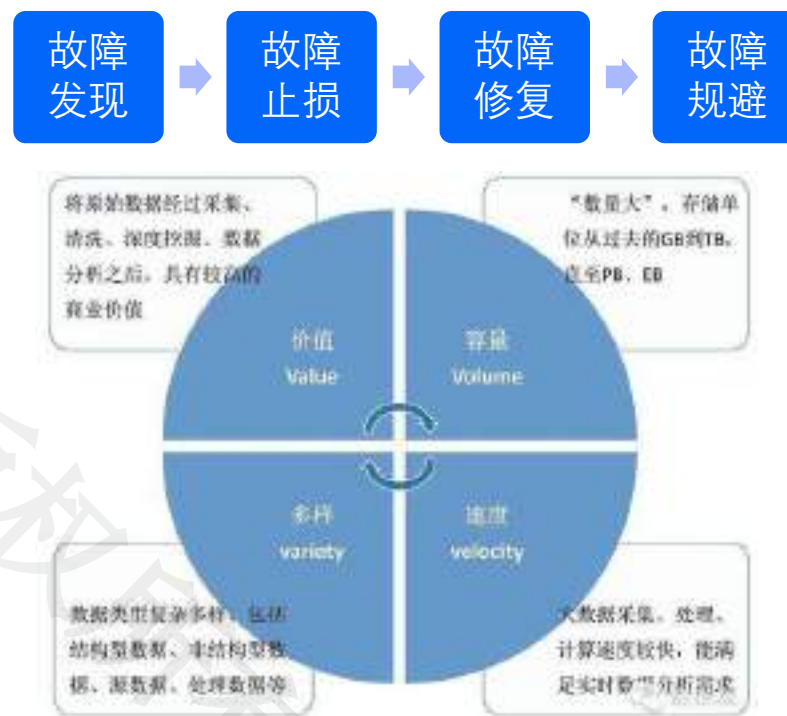 故障
发现
故障
止损
故障
修复
故障
规避
将原始数据经过采集、
清洗、深度挖掘、数据
分析之后，具有较高的
商业价值
“数量大”，存储单
位从过去的GB到TB，
直至PB、EB
价值
Value
容量
Volume
多样
variety
速度
velocity
数据类型复杂多样，包括
结构型数据、非结构型数
据、源数据、处理数据等
大数据采集、处理、
计算速度较快，能满
足实时数据分析需求